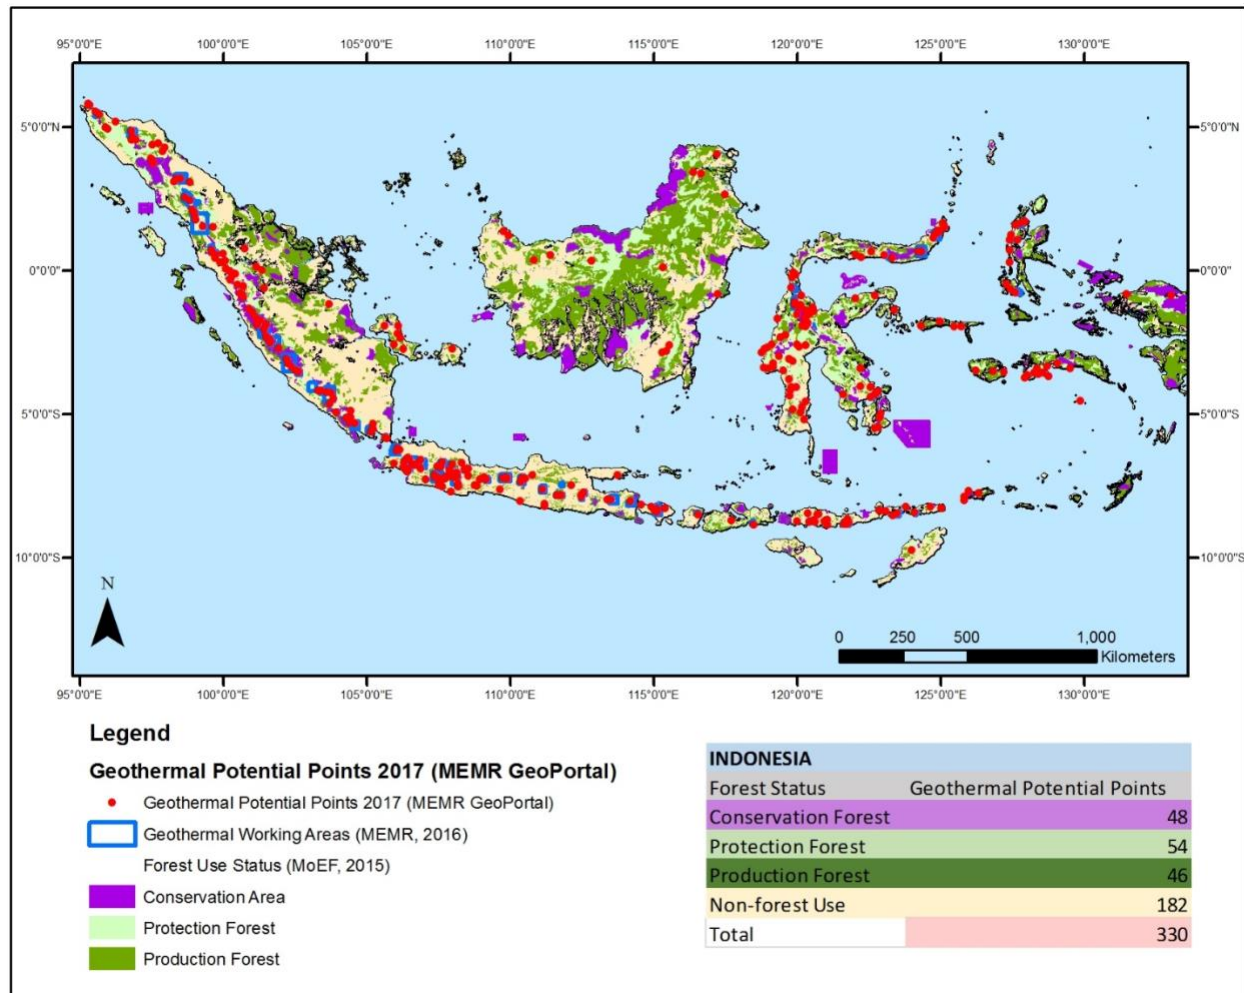 95°0'0"E 100°0'0"E 105°0'0"E 110°0'0"E 115°0'0"E 120°0'0"E 125°0'0"E 130°0'0"E
5°0'0"N 5°0'0"N
0°0'0" 0°0'0"
5°0'0"S 5°0'0"S
10°0'0"S 10°0'0"S
N
0 250 500 1,000
Kilometers
95°0'0"E 100°0'0"E 105°0'0"E 110°0'0"E 115°0'0"E 120°0'0"E 125°0'0"E 130°0'0"E
Legend
Geothermal Potential Points 2017 (MEMR GeoPortal)
Geothermal Potential Points 2017 (MEMR GeoPortal)
Geothermal Working Areas (MEMR, 2016)
Forest Use Status (MoEF, 2015)
Conservation Area
Protection Forest
Production Forest
INDONESIA
Forest Status Geothermal Potential Points
Conservation Forest 48
Protection Forest 54
Production Forest 46
Non-forest Use 182
Total 330